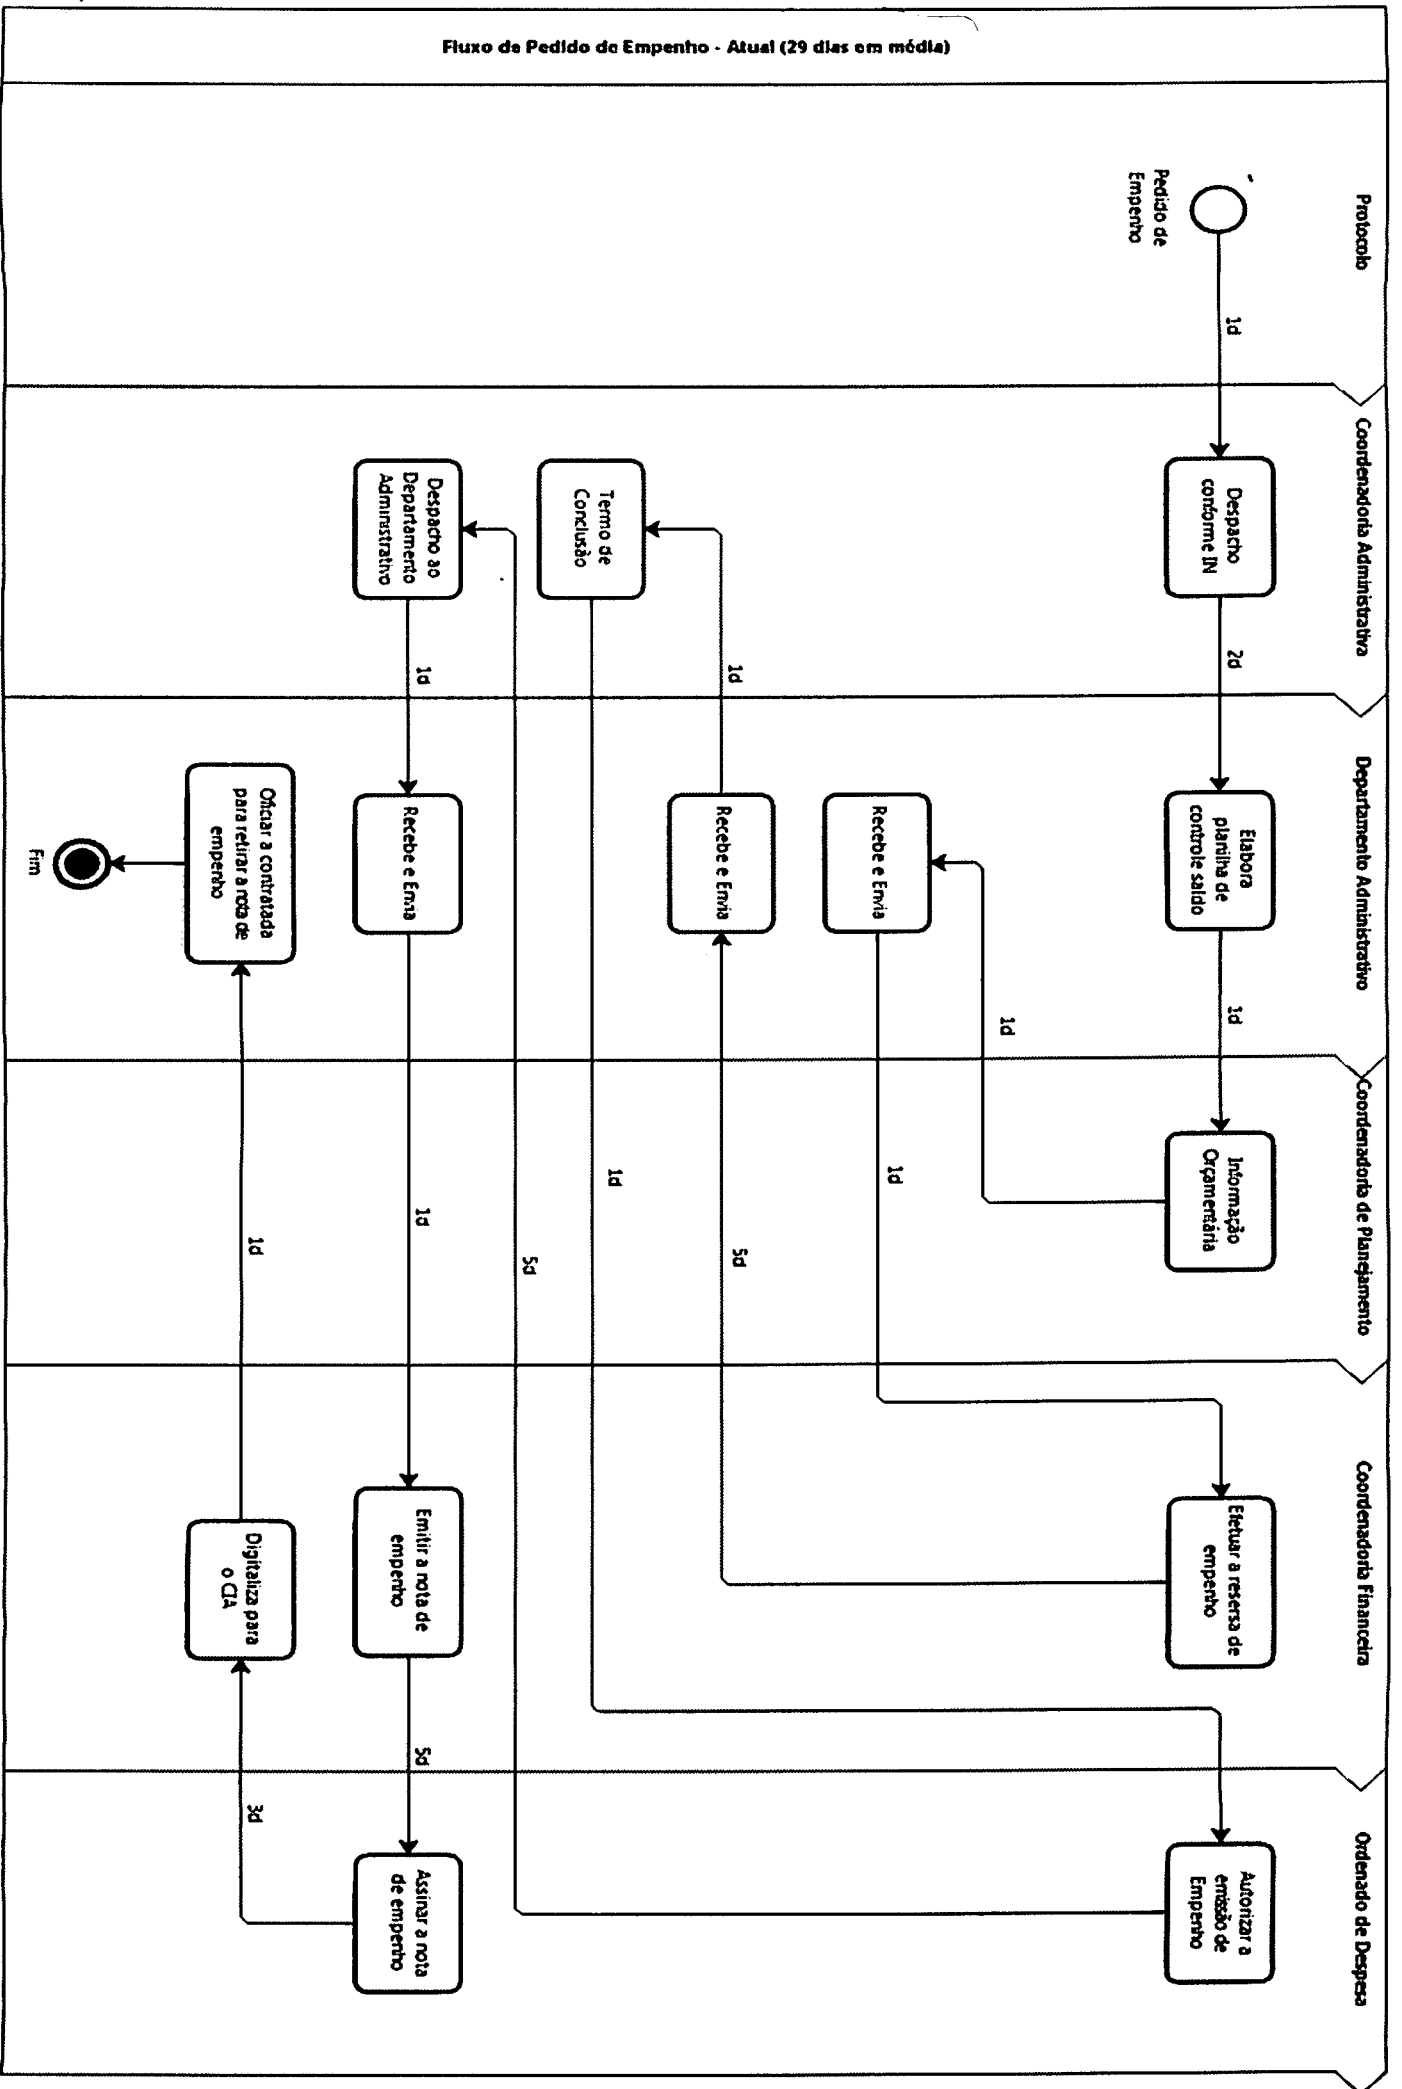 Fluxo de Pedido de Empenho - Atual (29 dias em média)
Protocolo
Pedido de
Empenho
1d
Coordenadoria Administrativa
Despacho
conforme IN
2d
Termo de
Conclusão
1d
Despacho ao
Departamento
Administrativo
1d
Departamento Administrativo
Elabora
planilha de
controle saldo
1d
Recebe e Envia
1d
Recebe e Envia
Recebe e Envia
Oficiar a contratada
para retirar a nota de
empenho
Fim
Coordenadoria de Planejamento
Informação
Orçamentária
1d
5d
1d
5d
1d
1d
Coordenadoria Financeira
Efetuar a resersa de
empenho
Emitir a nota de
empenho
5d
Digitaliza para
o CIA
Ordenado de Despesa
Autorizar a
emissão de
Empenho
Assinar a nota
de empenho
3d